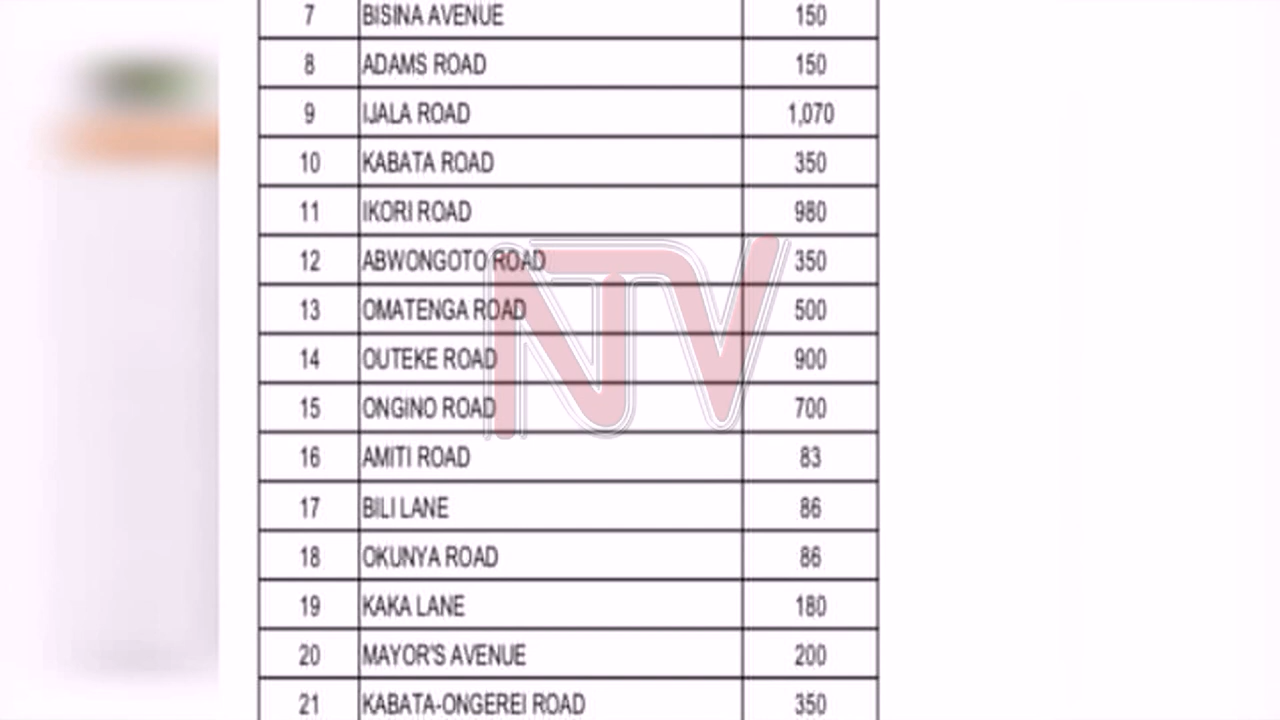 7 BISINA AVENUE 150
8 ADAMS ROAD 150
9 IJALA ROAD 1,070
10 KABATA ROAD 350
11 IKORI ROAD 980
12 ABWONGOTO ROAD 350
13 OMATENGA ROAD 500
14 OUTEKE ROAD 900
15 ONGINO ROAD 700
16 AMITI ROAD 83
17 BILI LANE 86
18 OKUNYA ROAD 86
19 KAKA LANE 180
20 MAYOR'S AVENUE 200
21 KABATA-ONGEREI ROAD 350
NTV